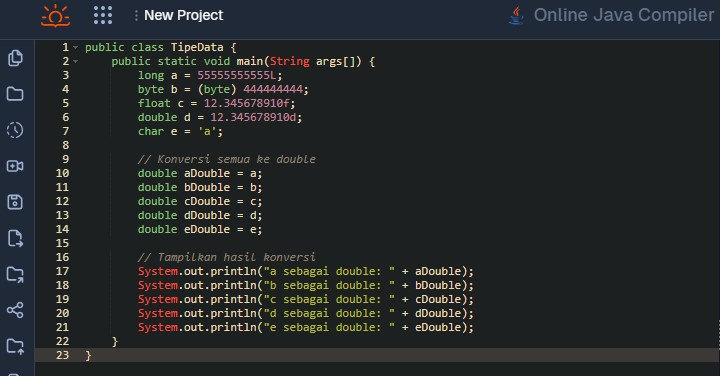 New Project
Online Java Compiler
1 public class TipeData {
2     public static void main(String args[]) {
3         long a = 55555555555L;
4         byte b = (byte) 444444444;
5         float c = 12.345678910f;
6         double d = 12.345678910d;
7         char e = 'a';
8
9         // Konversi semua ke double
10         double aDouble = a;
11         double bDouble = b;
12         double cDouble = c;
13         double dDouble = d;
14         double eDouble = e;
15
16         // Tampilkan hasil konversi
17         System.out.println("a sebagai double: " + aDouble);
18         System.out.println("b sebagai double: " + bDouble);
19         System.out.println("c sebagai double: " + cDouble);
20         System.out.println("d sebagai double: " + dDouble);
21         System.out.println("e sebagai double: " + eDouble);
22     }
23 }